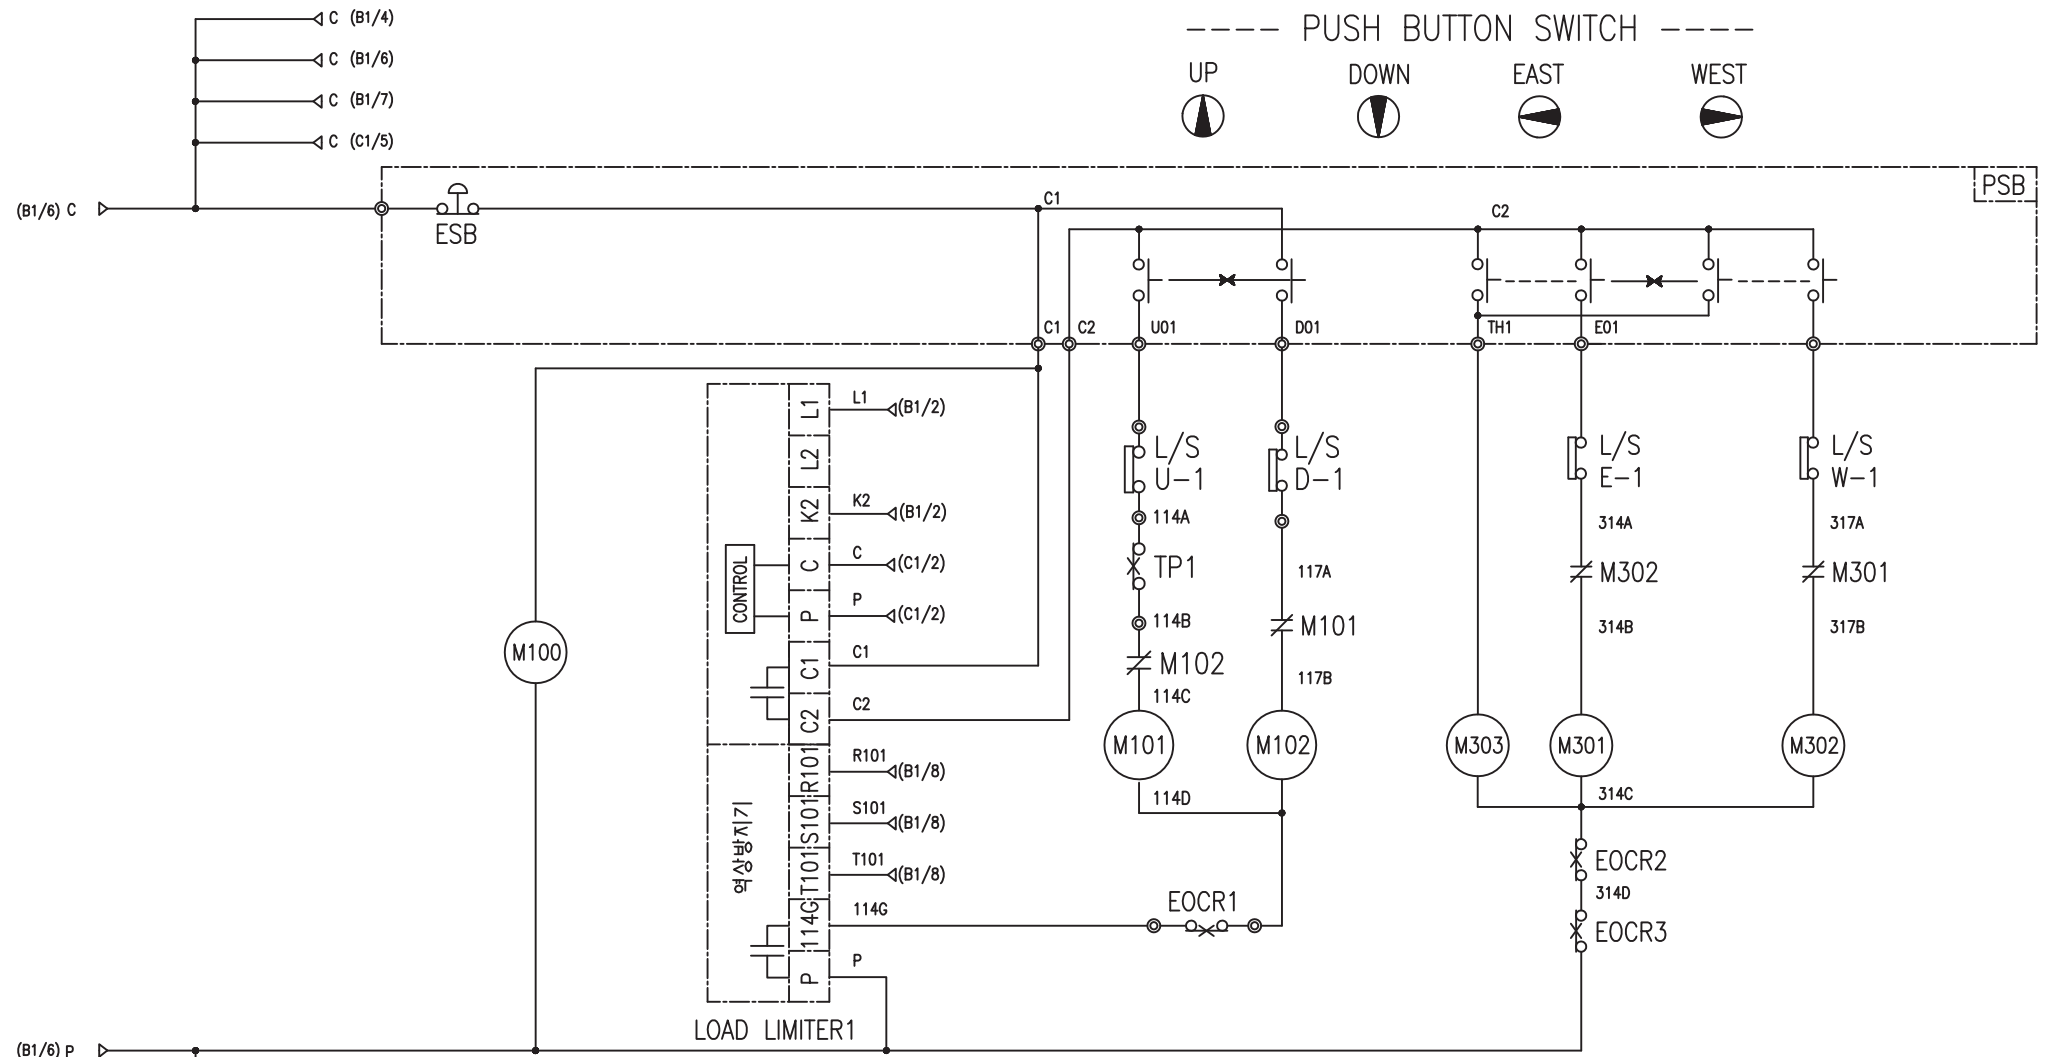 C (B1/4)
C (B1/6)
C (B1/7)
C (C1/5)
PUSH BUTTON SWITCH
UP DOWN EAST WEST
PSB
(B1/6) C
ESB
C1
C2
C1 C2 U01 D01 TH1 E01
L1 L1 (B1/2)
L2
K2 K2 (B1/2)
CONTROL
C C (C1/2)
P P (C1/2)
C1 C1
C2 C2
R101 R101 (B1/8)
S101 S101 (B1/8)
T101 T101 (B1/8)
114G 114G
P P
역상방지기
LOAD LIMITER1
M100
L/S
U-1
114A
TP1
114B
M102
114C
M101
114D
L/S
D-1
117A
M101
117B
M102
EOCR1
M303
L/S
E-1
314A
M302
314B
M301
314C
L/S
W-1
317A
M301
317B
M302
EOCR2
314D
EOCR3
(B1/6) P